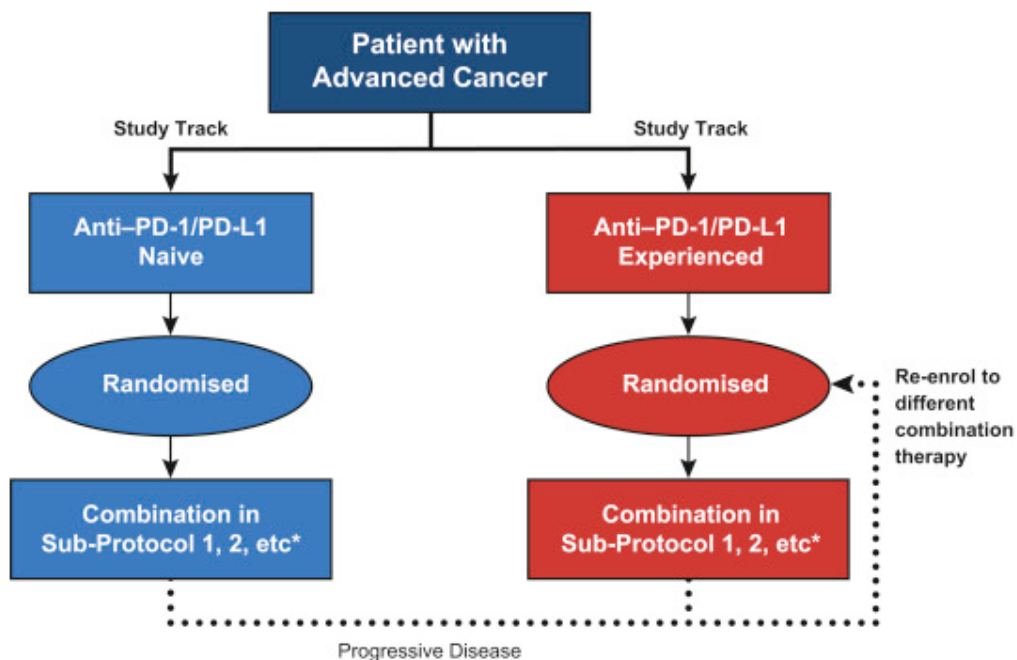 Patient with
Advanced Cancer
Study Track
Study Track
Anti–PD-1/PD-L1
Naive
Anti–PD-1/PD-L1
Experienced
Randomised
Randomised
Re-enrol to
different
combination
therapy
Combination in
Sub-Protocol 1, 2, etc*
Combination in
Sub-Protocol 1, 2, etc*
Progressive Disease